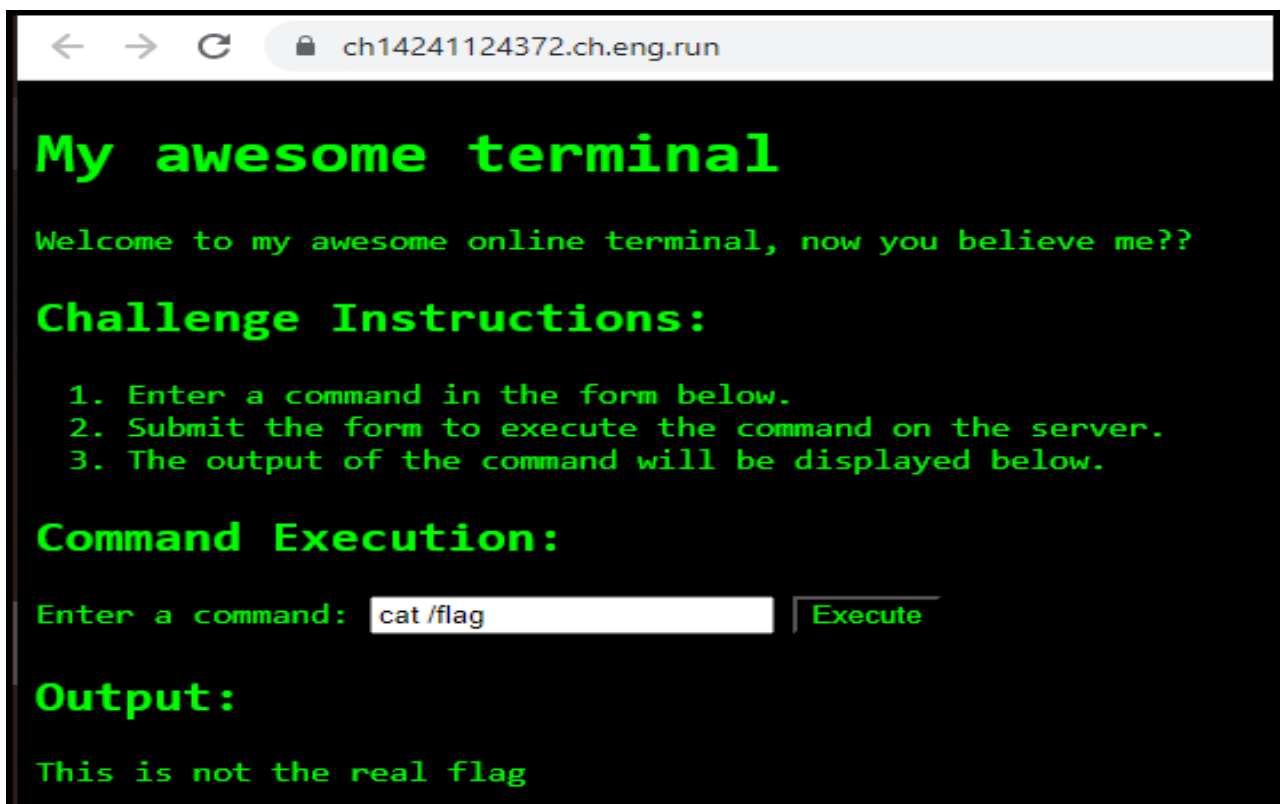 ch14241124372.ch.eng.run
My awesome terminal
Welcome to my awesome online terminal, now you believe me??
Challenge Instructions:
1. Enter a command in the form below.
2. Submit the form to execute the command on the server.
3. The output of the command will be displayed below.
Command Execution:
Enter a command: cat /flag Execute
Output:
This is not the real flag